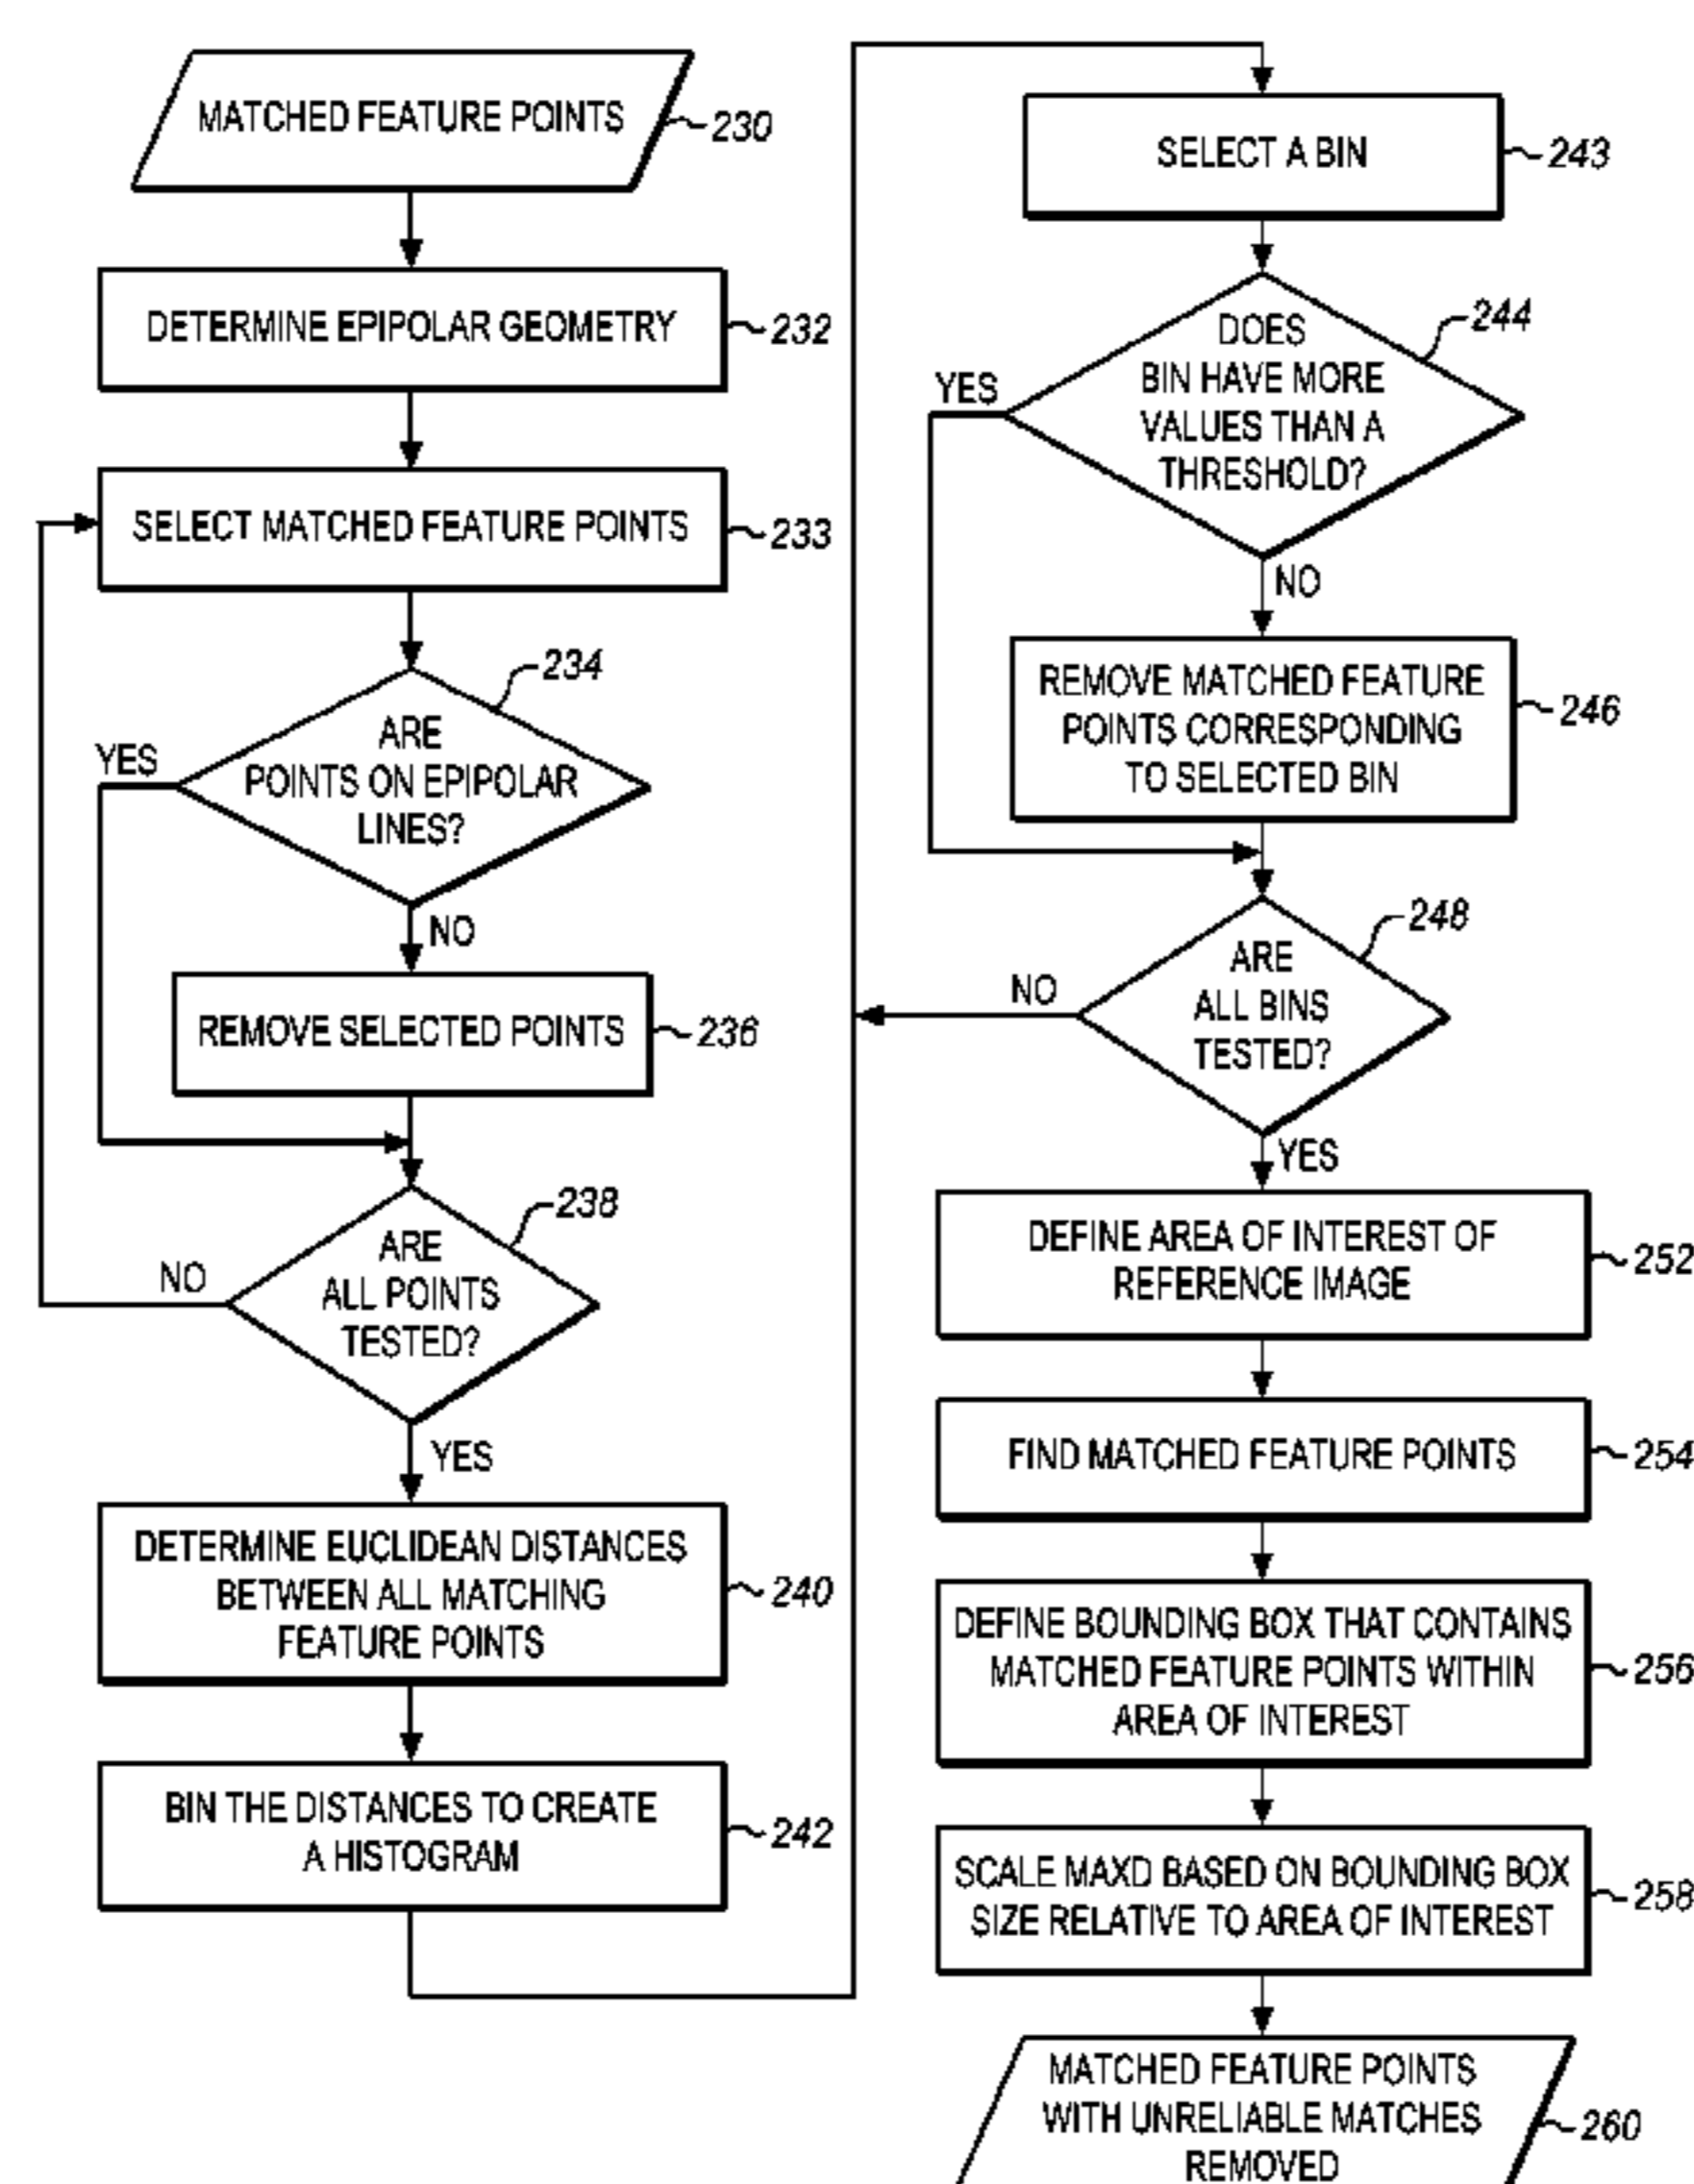 MATCHED FEATURE POINTS
230
DETERMINE EPIPOLAR GEOMETRY
232
SELECT MATCHED FEATURE POINTS
233
234
ARE
POINTS ON EPIPOLAR
LINES?
YES
NO
REMOVE SELECTED POINTS
236
238
ARE
ALL POINTS
TESTED?
NO
YES
DETERMINE EUCLIDEAN DISTANCES
BETWEEN ALL MATCHING
FEATURE POINTS
240
BIN THE DISTANCES TO CREATE
A HISTOGRAM
242
SELECT A BIN
243
244
DOES
BIN HAVE MORE
VALUES THAN A
THRESHOLD?
YES
NO
REMOVE MATCHED FEATURE
POINTS CORRESPONDING
TO SELECTED BIN
246
248
ARE
ALL BINS
TESTED?
NO
YES
DEFINE AREA OF INTEREST OF
REFERENCE IMAGE
252
FIND MATCHED FEATURE POINTS
254
DEFINE BOUNDING BOX THAT CONTAINS
MATCHED FEATURE POINTS WITHIN
AREA OF INTEREST
256
SCALE MAXD BASED ON BOUNDING BOX
SIZE RELATIVE TO AREA OF INTEREST
258
MATCHED FEATURE POINTS
WITH UNRELIABLE MATCHES
REMOVED
260